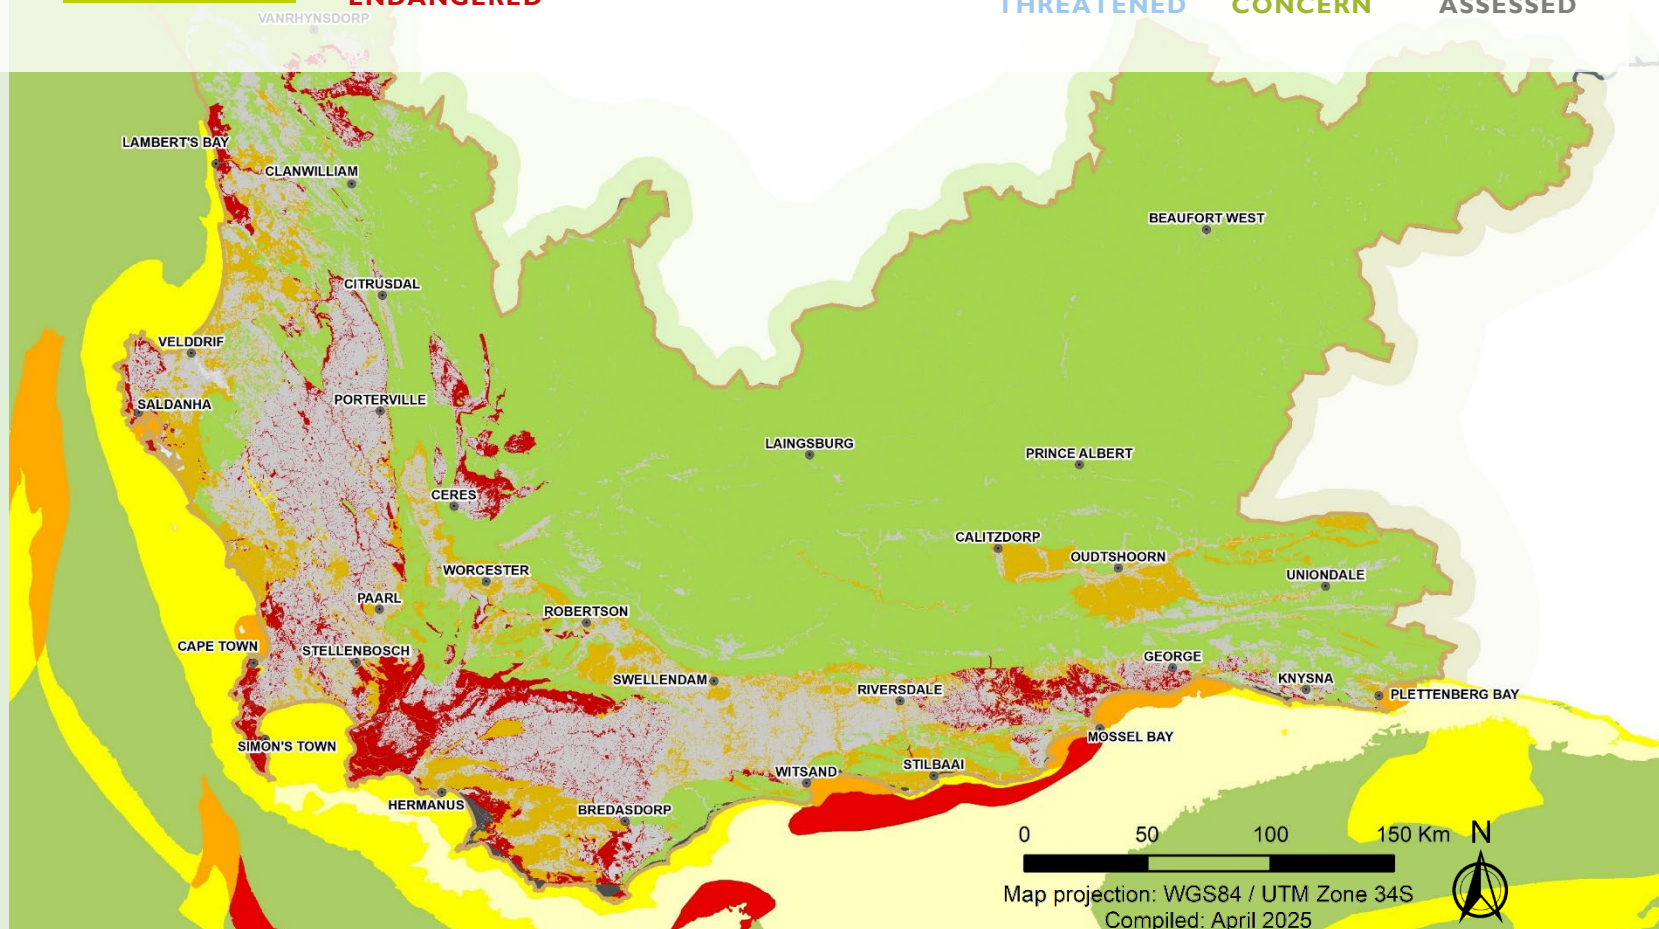 ENDANGERED
THREATENED
CONCERN
ASSESSED
VANRHYNSDORP
LAMBERT'S BAY
CLANWILLIAM
BEAUFORT WEST
CITRUSDAL
VELDDRIF
SALDANHA
PORTERVILLE
LAINGSBURG
PRINCE ALBERT
CERES
CALITZDORP
OUDTSHOORN
WORCESTER
UNIONDALE
PAARL
ROBERTSON
CAPE TOWN
STELLENBOSCH
GEORGE
SWELLENDAM
KNYSNA
RIVERSDALE
PLETTENBERG BAY
SIMON'S TOWN
MOSSEL BAY
STILBAAI
WITSAND
HERMANUS
BREDASDORP
0 50 100 150 Km N
Map projection: WGS84 / UTM Zone 34S
Compiled: April 2025